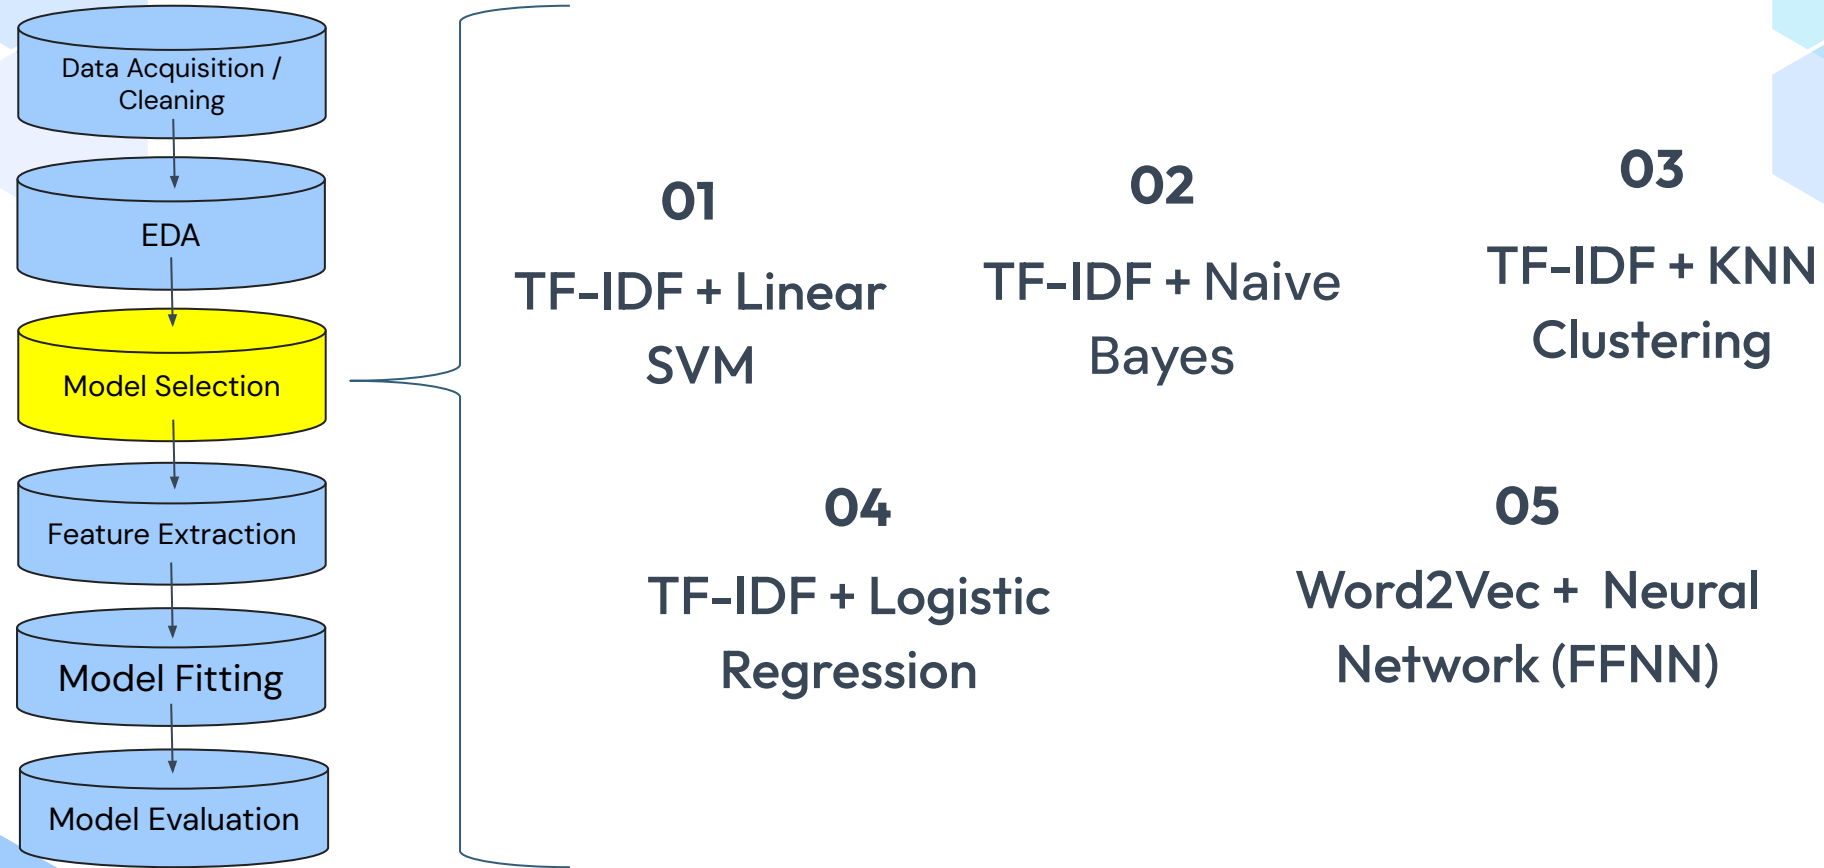 Data Acquisition /
Cleaning
EDA
Model Selection
Feature Extraction
Model Fitting
Model Evaluation
01
TF-IDF + Linear
SVM
02
TF-IDF + Naive
Bayes
03
TF-IDF + KNN
Clustering
04
TF-IDF + Logistic
Regression
05
Word2Vec + Neural
Network (FFNN)